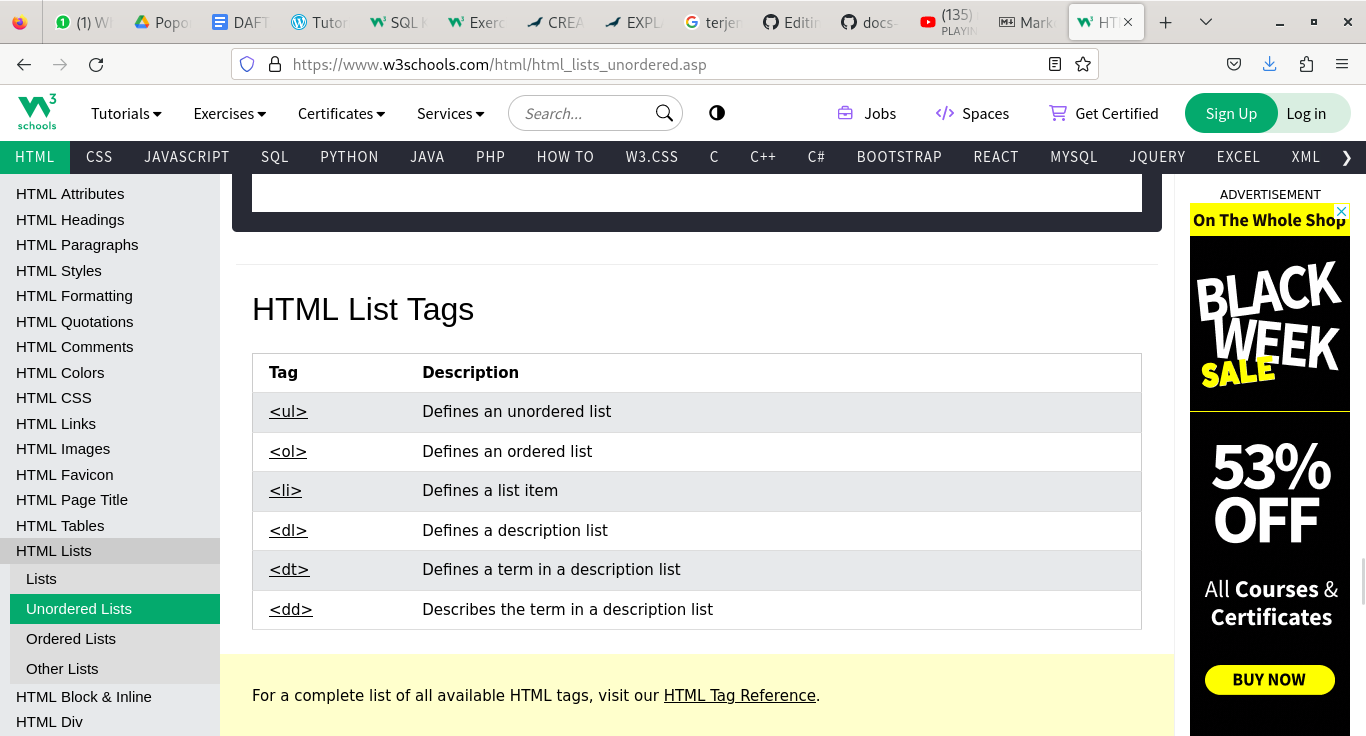 (1) W
Popo
DAFT
Tutor
SQL
Exerc
CREA
EXPL
terjem
Editin
docs-
(135)
PLAYIN
Mark
HT
https://www.w3schools.com/html/html_lists_unordered.asp
W3
schools
Tutorials
Exercises
Certificates
Services
Search...
Jobs
Spaces
Get Certified
Sign Up
Log in
HTML CSS JAVASCRIPT SQL PYTHON JAVA PHP HOW TO W3.CSS C C++ C# BOOTSTRAP REACT MYSQL JQUERY EXCEL XML ❯
HTML Attributes
HTML Headings
HTML Paragraphs
HTML Styles
HTML Formatting
HTML Quotations
HTML Comments
HTML Colors
HTML CSS
HTML Links
HTML Images
HTML Favicon
HTML Page Title
HTML Tables
HTML Lists
Lists
Unordered Lists
Ordered Lists
Other Lists
HTML Block & Inline
HTML Div
HTML List Tags
Tag Description
<ul> Defines an unordered list
<ol> Defines an ordered list
<li> Defines a list item
<dl> Defines a description list
<dt> Defines a term in a description list
<dd> Describes the term in a description list
For a complete list of all available HTML tags, visit our HTML Tag Reference.
ADVERTISEMENT
On The Whole Shop
BLACK
WEEK
SALE
53%
OFF
All Courses &
Certificates
BUY NOW